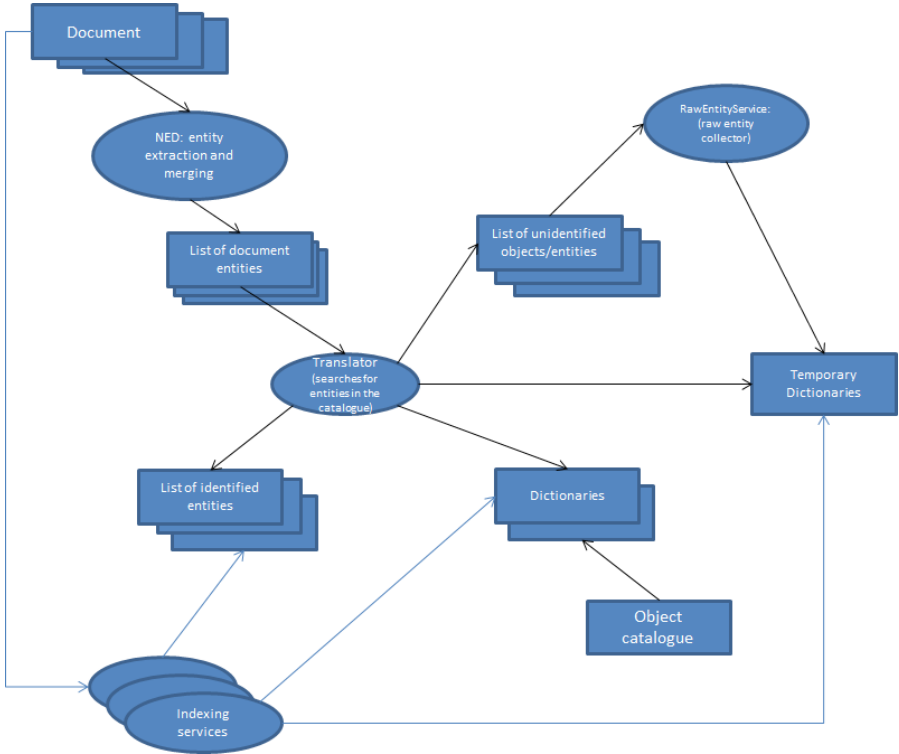 Document
RawEntityService:
(raw entity
collector)
NED: entity
extraction and
merging
List of unidentified
objects/entities
List of document
entities
Translator
(searches for
entities in the
catalogue)
Temporary
Dictionaries
List of identified
entities
Dictionaries
Object
catalogue
Indexing
services